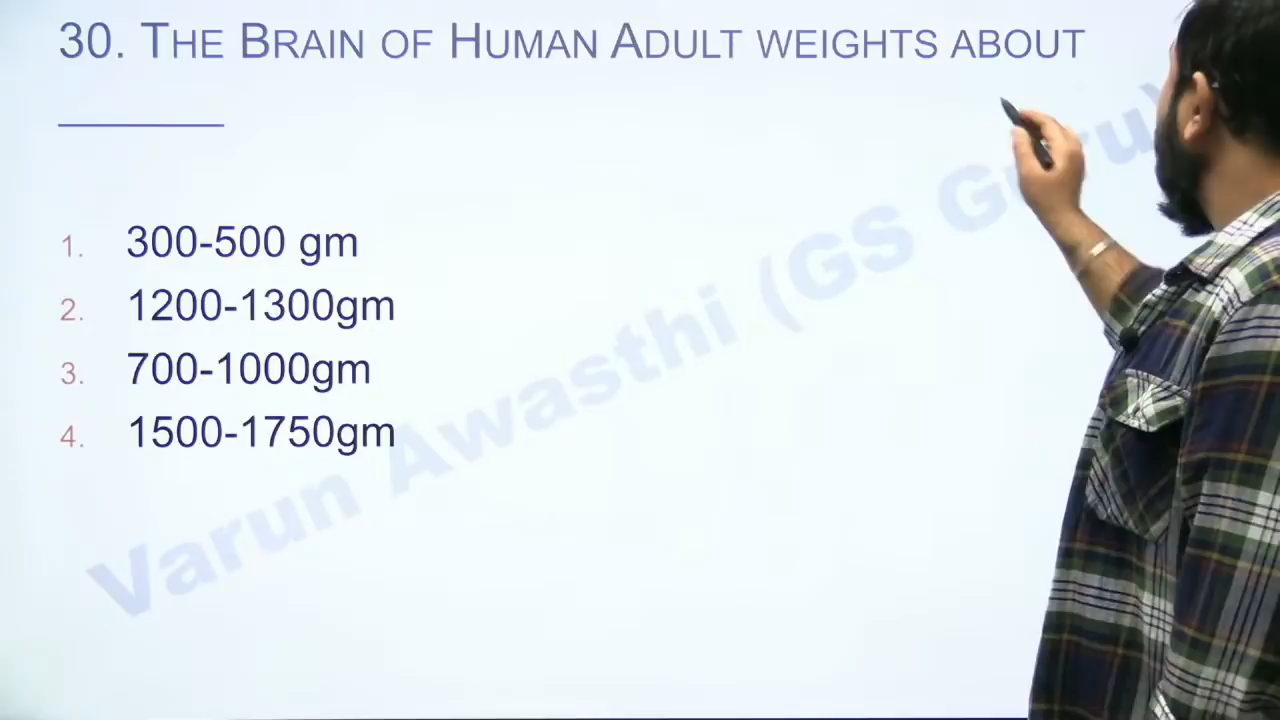 30. THE BRAIN OF HUMAN ADULT WEIGHTS ABOUT
________
1. 300-500 gm
2. 1200-1300gm
3. 700-1000gm
4. 1500-1750gm
Varun Awasthi (GS Guru)